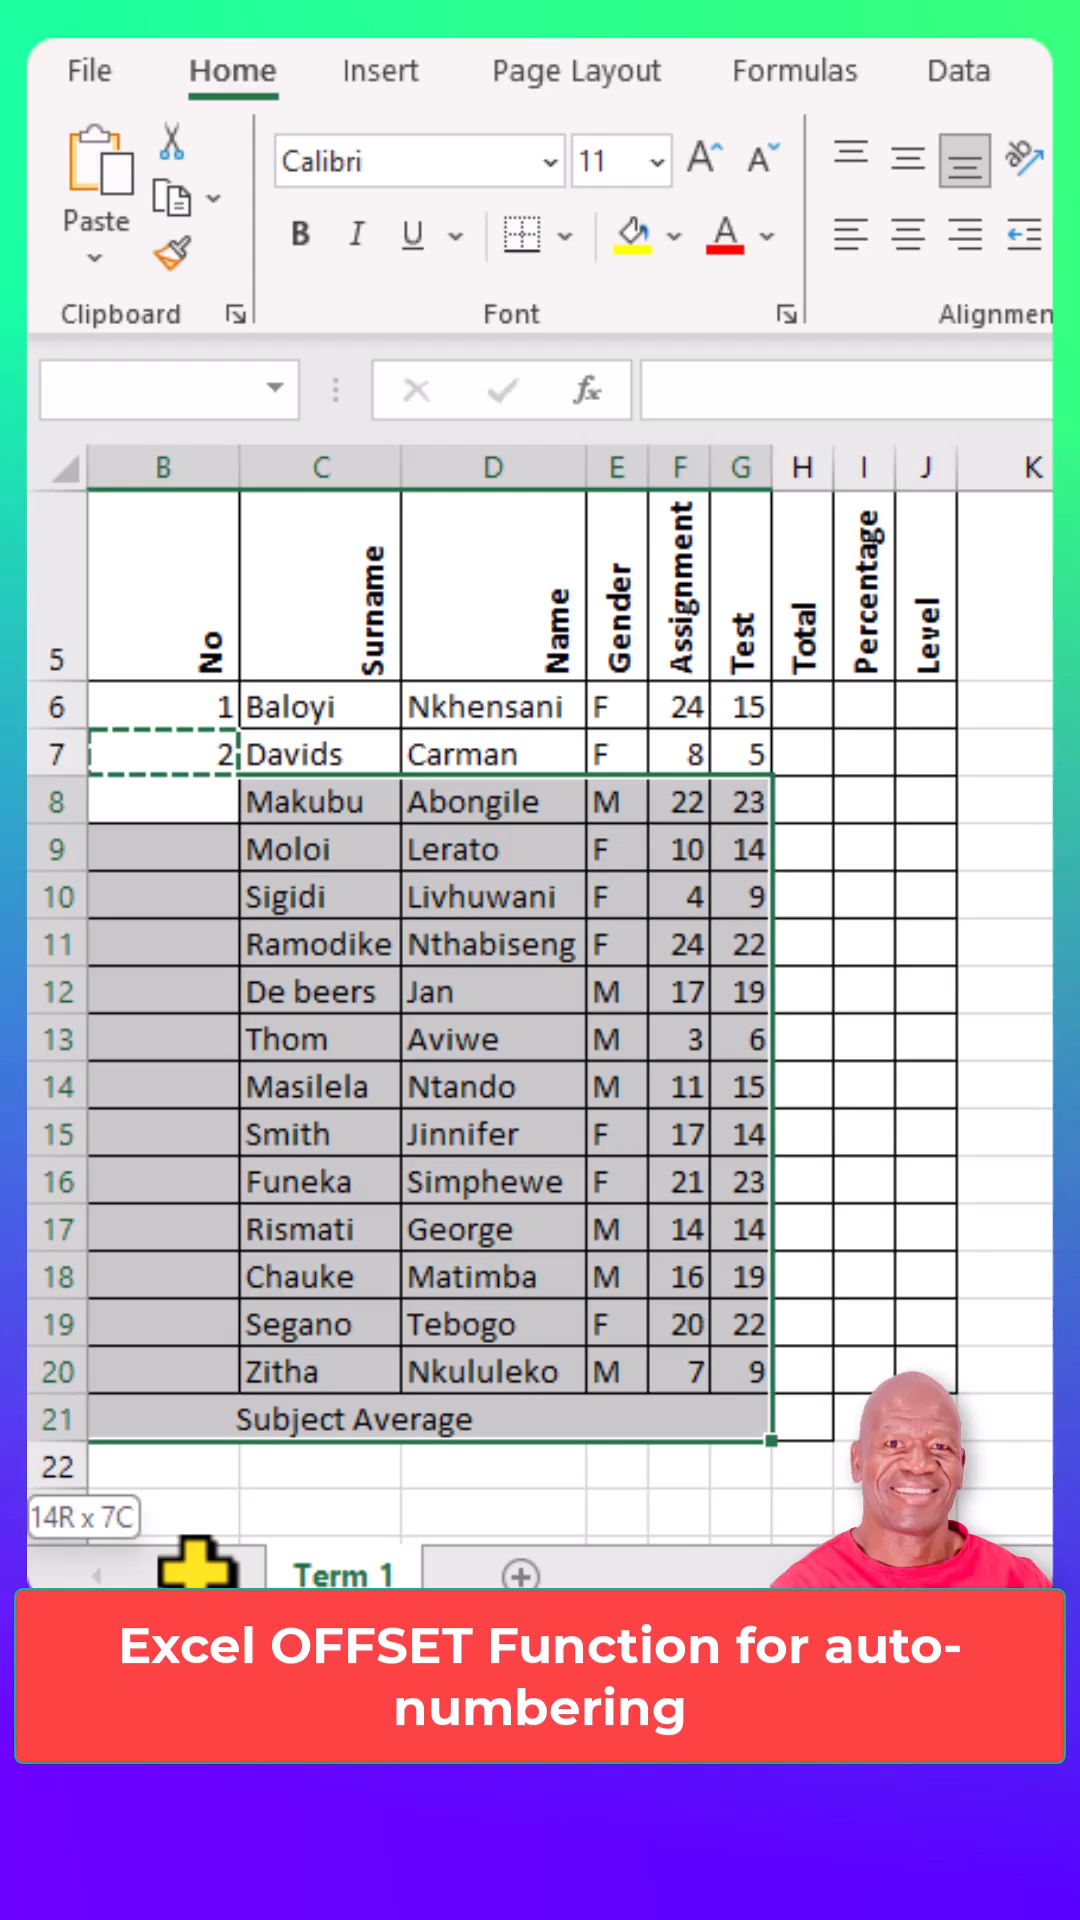 File Home Insert Page Layout Formulas Data
Calibri 11
Paste
B I U A
Clipboard Font Alignmen
fx
B C D E F G H I J K
5 No Surname Name Gender Assignment Test Total Percentage Level
6 1 Baloyi Nkhensani F 24 15
7 2 Davids Carman F 8 5
8 Makubu Abongile M 22 23
9 Moloi Lerato F 10 14
10 Sigidi Livhuwani F 4 9
11 Ramodike Nthabiseng F 24 22
12 De beers Jan M 17 19
13 Thom Aviwe M 3 6
14 Masilela Ntando M 11 15
15 Smith Jinnifer F 17 14
16 Funeka Simphewe F 21 23
17 Rismati George M 14 14
18 Chauke Matimba M 16 19
19 Segano Tebogo F 20 22
20 Zitha Nkululeko M 7 9
21 Subject Average
22
14R x 7C
Term 1
Excel OFFSET Function for auto-
numbering